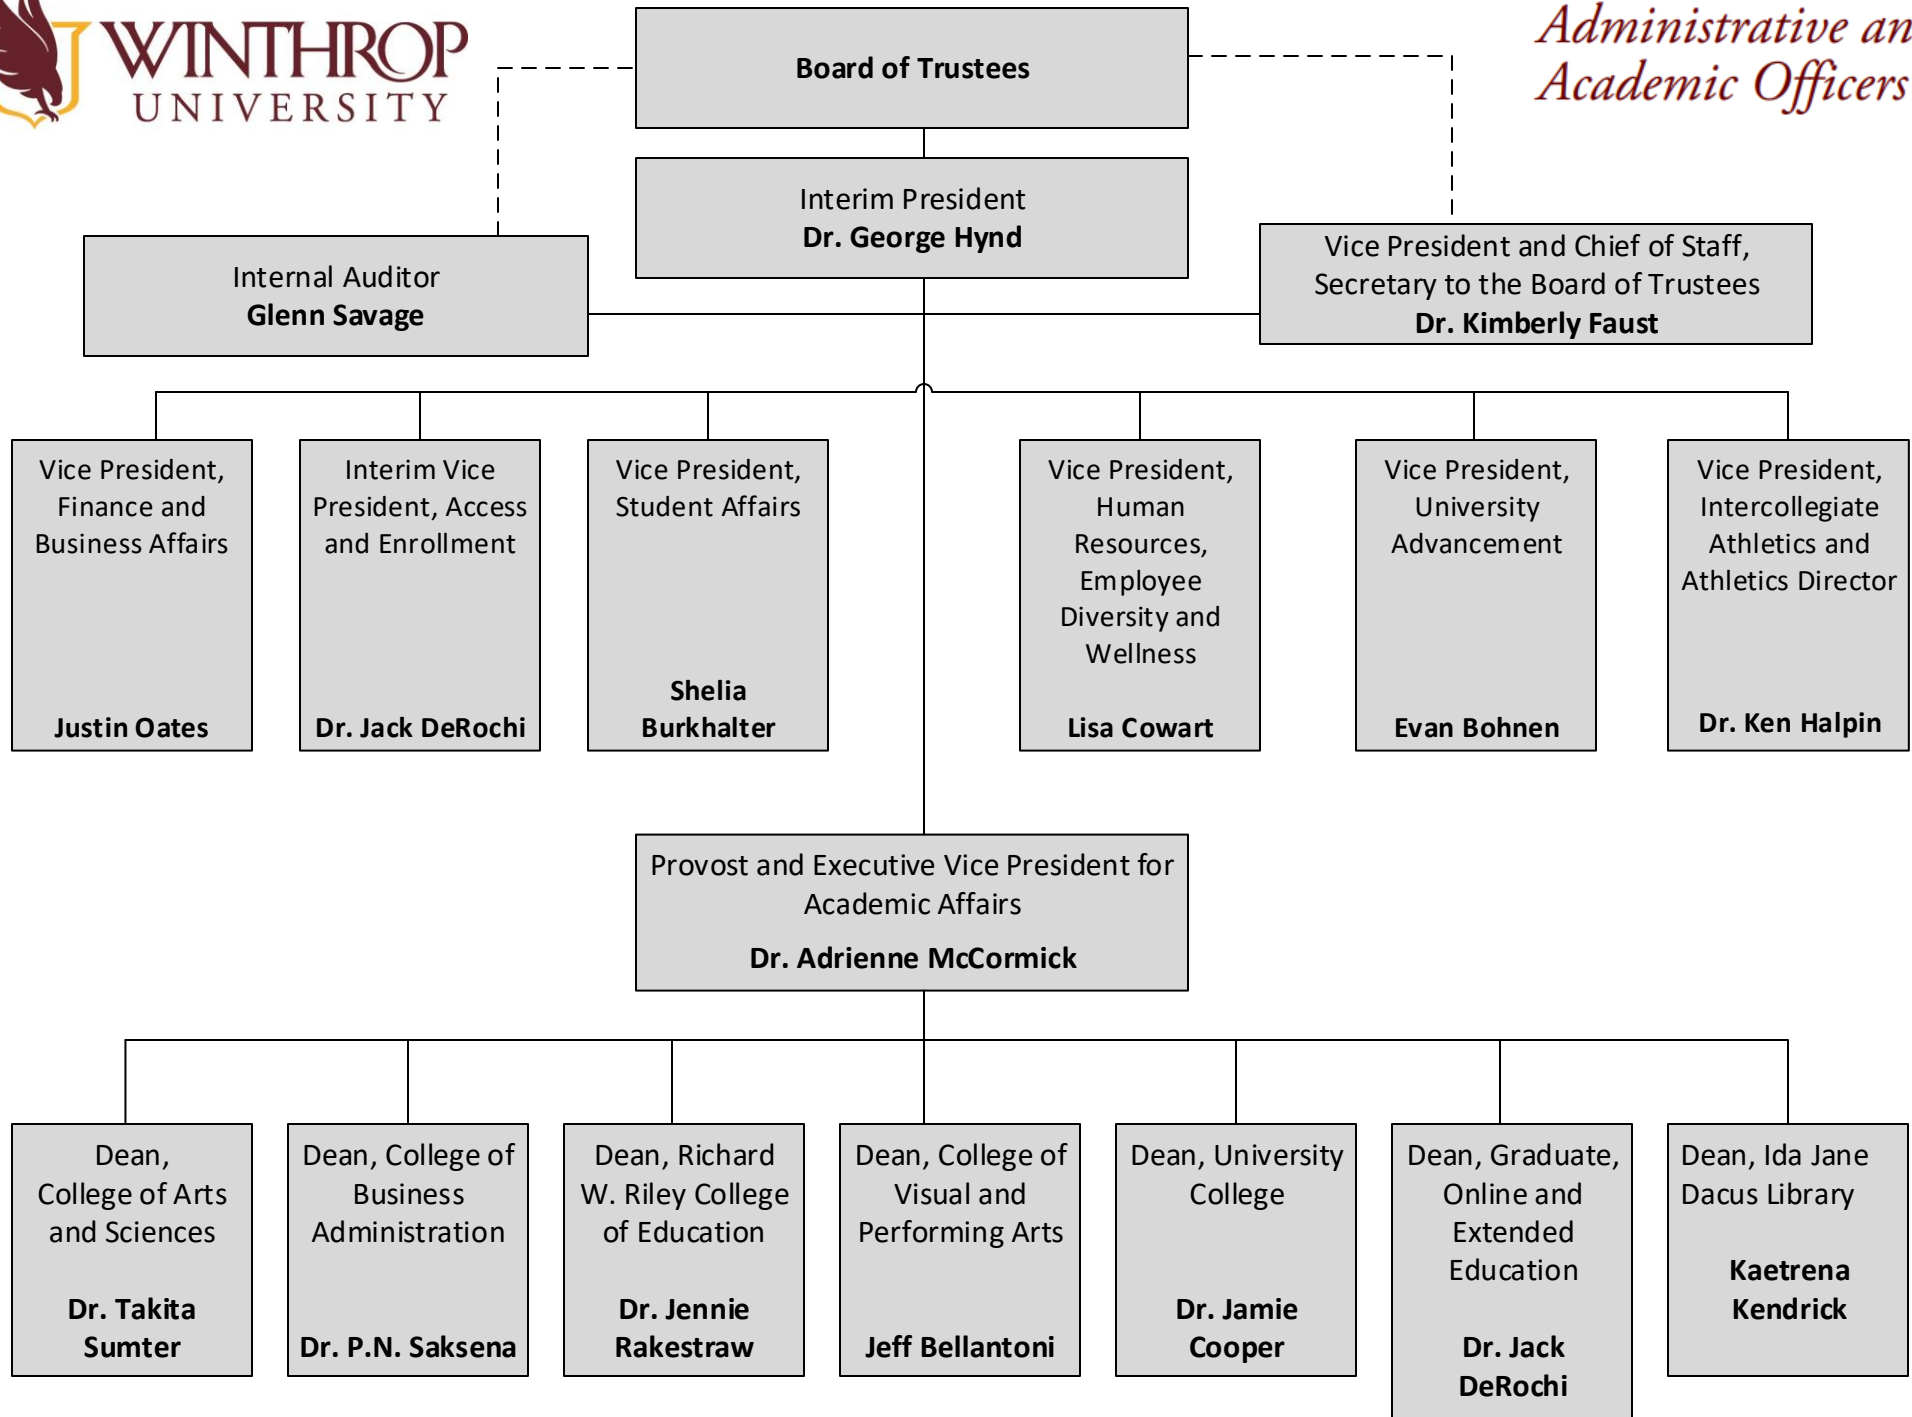 WINTHROP
UNIVERSITY
Administrative an
Academic Officers
Board of Trustees
Interim President
Dr. George Hynd
Internal Auditor
Glenn Savage
Vice President and Chief of Staff,
Secretary to the Board of Trustees
Dr. Kimberly Faust
Vice President,
Finance and
Business Affairs
Justin Oates
Interim Vice
President, Access
and Enrollment
Dr. Jack DeRochi
Vice President,
Student Affairs
Shelia
Burkhalter
Vice President,
Human
Resources,
Employee
Diversity and
Wellness
Lisa Cowart
Vice President,
University
Advancement
Evan Bohnen
Vice President,
Intercollegiate
Athletics and
Athletics Director
Dr. Ken Halpin
Provost and Executive Vice President for
Academic Affairs
Dr. Adrienne McCormick
Dean,
College of Arts
and Sciences
Dr. Takita
Sumter
Dean, College of
Business
Administration
Dr. P.N. Saksena
Dean, Richard
W. Riley College
of Education
Dr. Jennie
Rakestraw
Dean, College of
Visual and
Performing Arts
Jeff Bellantoni
Dean, University
College
Dr. Jamie
Cooper
Dean, Graduate,
Online and
Extended
Education
Dr. Jack
DeRochi
Dean, Ida Jane
Dacus Library
Kaetrena
Kendrick